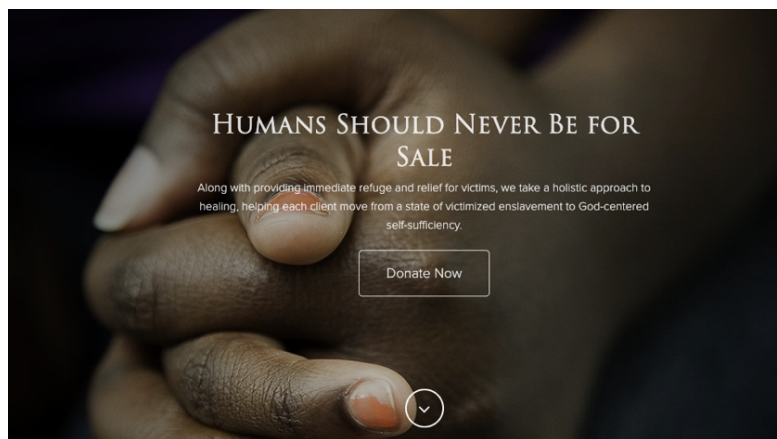 Humans Should Never Be for
Sale
Along with providing immediate refuge and relief for victims, we take a holistic approach to
healing, helping each client move from a state of victimized enslavement to God-centered
self-sufficiency.
Donate Now